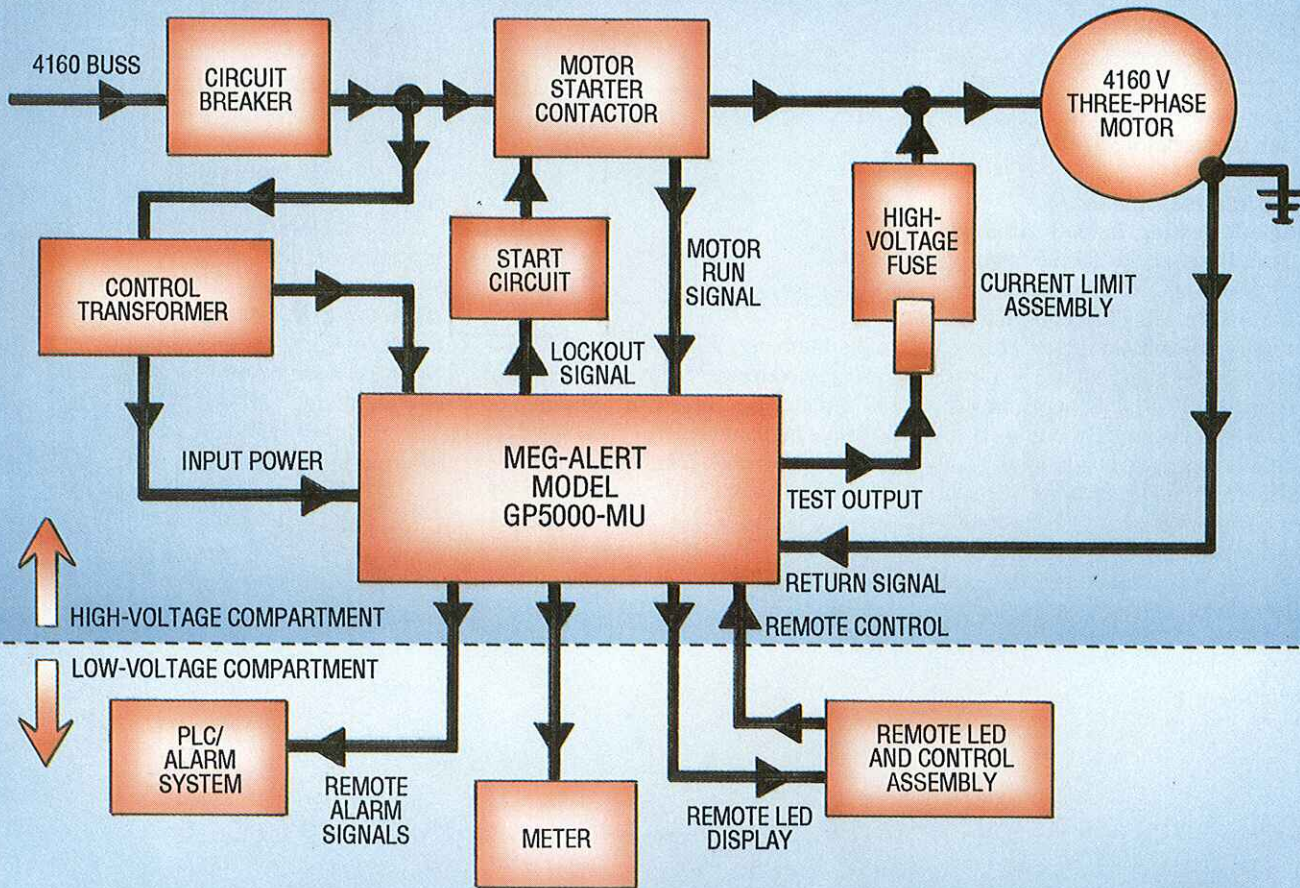 4160 BUSS
CIRCUIT
BREAKER
MOTOR
STARTER
CONTACTOR
4160 V
THREE-PHASE
MOTOR
CONTROL
TRANSFORMER
START
CIRCUIT
MOTOR
RUN
SIGNAL
HIGH-
VOLTAGE
FUSE
CURRENT LIMIT
ASSEMBLY
LOCKOUT
SIGNAL
INPUT POWER
MEG-ALERT
MODEL
GP5000-MU
TEST OUTPUT
RETURN SIGNAL
HIGH-VOLTAGE COMPARTMENT
REMOTE CONTROL
LOW-VOLTAGE COMPARTMENT
PLC/
ALARM
SYSTEM
REMOTE
ALARM
SIGNALS
METER
REMOTE LED
DISPLAY
REMOTE LED
AND CONTROL
ASSEMBLY